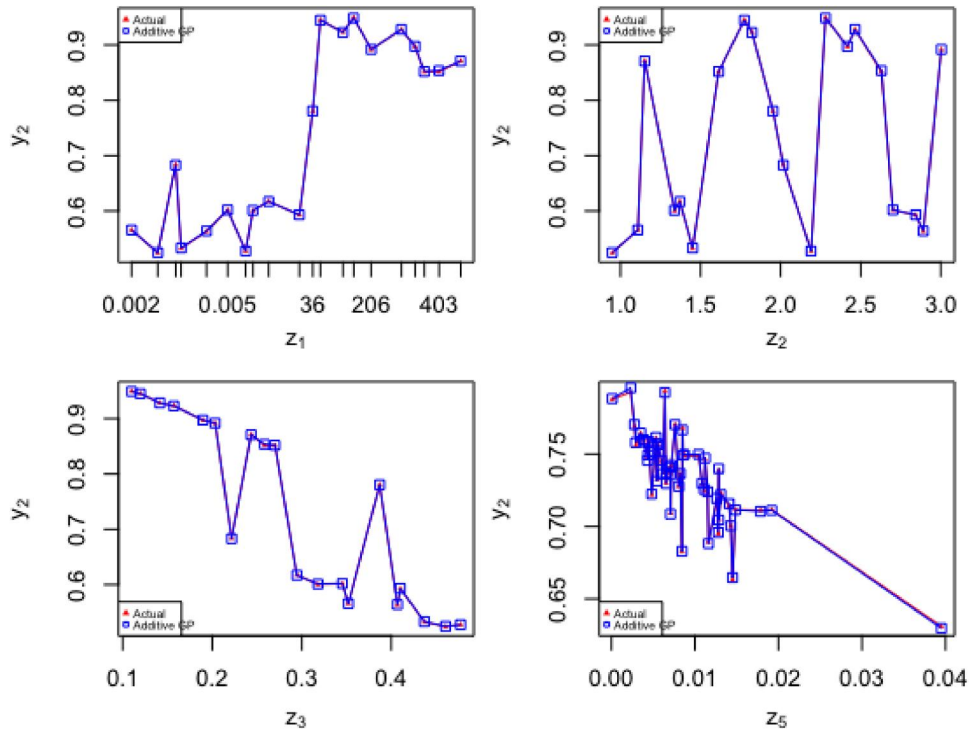 Actual
Additive GP
y2
0.9
0.8
0.7
0.6
0.002
0.005
36
206
403
z1
Actual
Additive GP
y2
0.9
0.8
0.7
0.6
1.0
1.5
2.0
2.5
3.0
z2
y2
0.9
0.8
0.7
0.6
Actual
Additive GP
0.1
0.2
0.3
0.4
z3
y2
0.75
0.70
0.65
Actual
Additive GP
0.00
0.01
0.02
0.03
0.04
z5